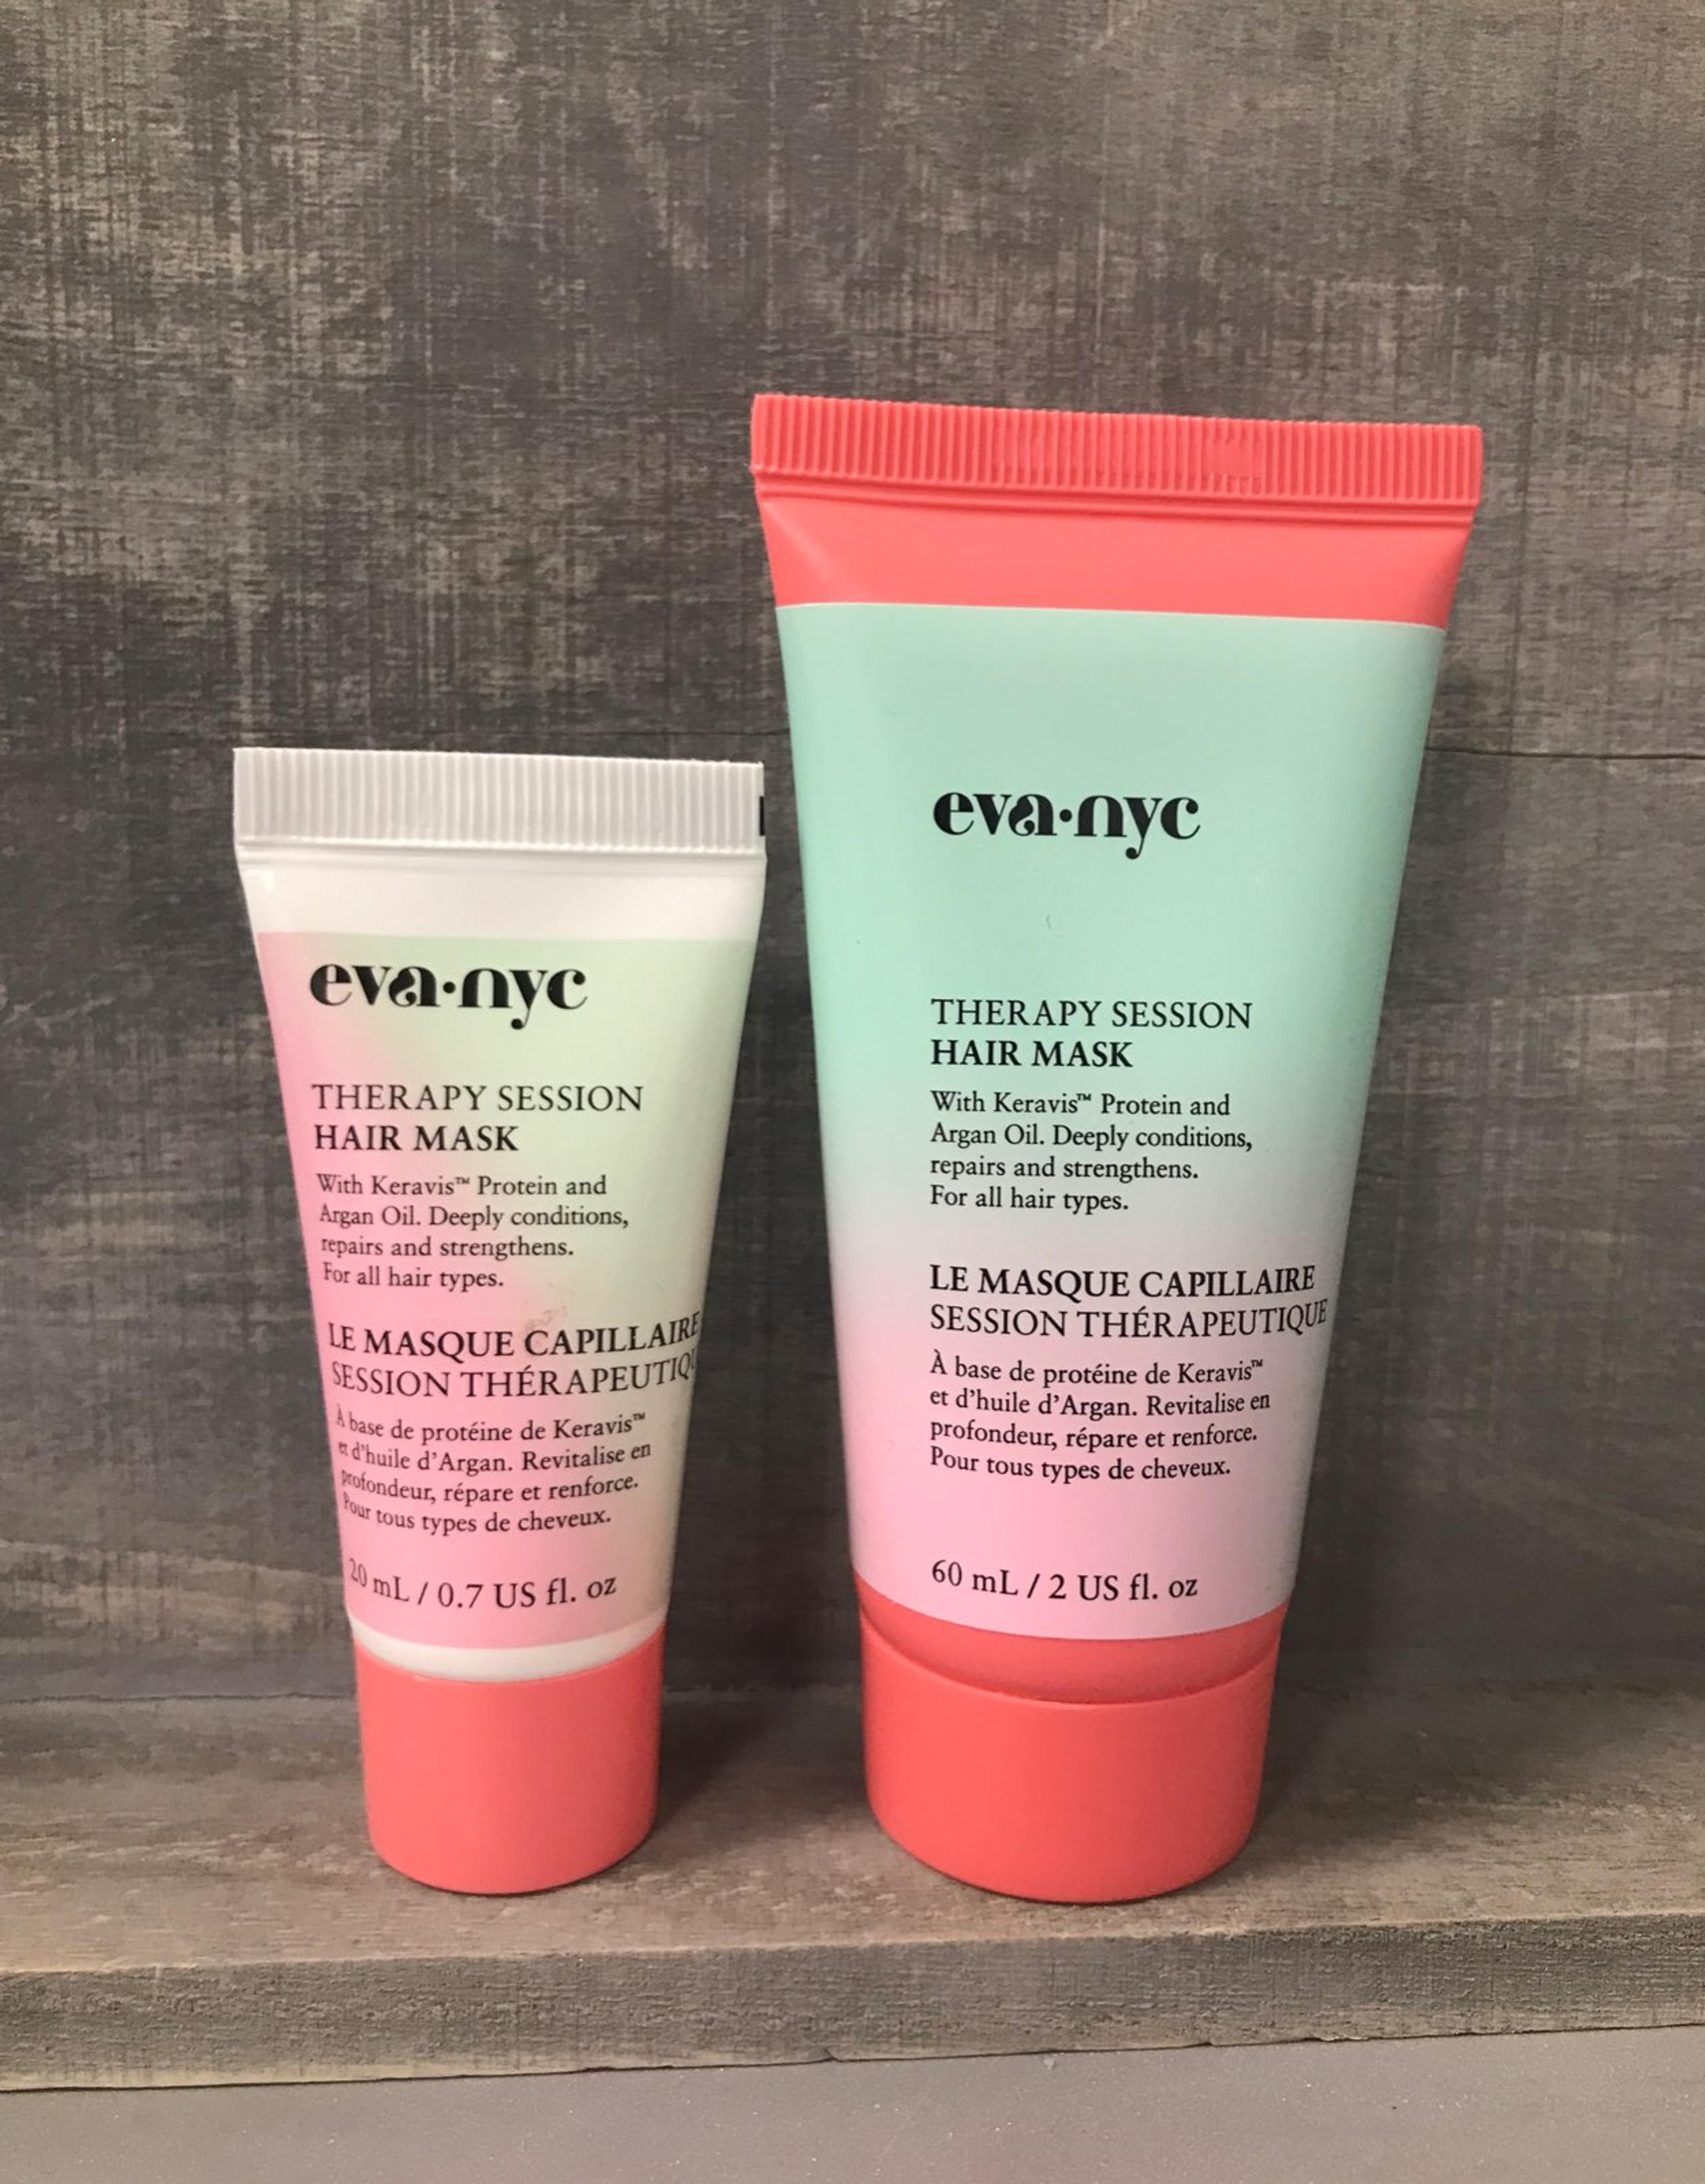 eva·nyc
THERAPY SESSION
HAIR MASK
With Keravis™ Protein and
Argan Oil. Deeply conditions,
repairs and strengthens.
For all hair types.
LE MASQUE CAPILLAIRE
SESSION
À base de protéine de Keravis™
et d'huile d'Argan. Revitalise en
profondeur, répare et renforce.
Pour tous types de cheveux.
20 mL / 0.7 US fl. oz
eva·nyc
THERAPY SESSION
HAIR MASK
With Keravis™ Protein and
Argan Oil. Deeply conditions,
repairs and strengthens.
For all hair types.
LE MASQUE CAPILLAIRE
SESSION THÉRAPEUTIQUE
À base de protéine de Keravis™
et d'huile d'Argan. Revitalise en
profondeur, répare et renforce.
Pour tous types de cheveux.
60 mL / 2 US fl. oz